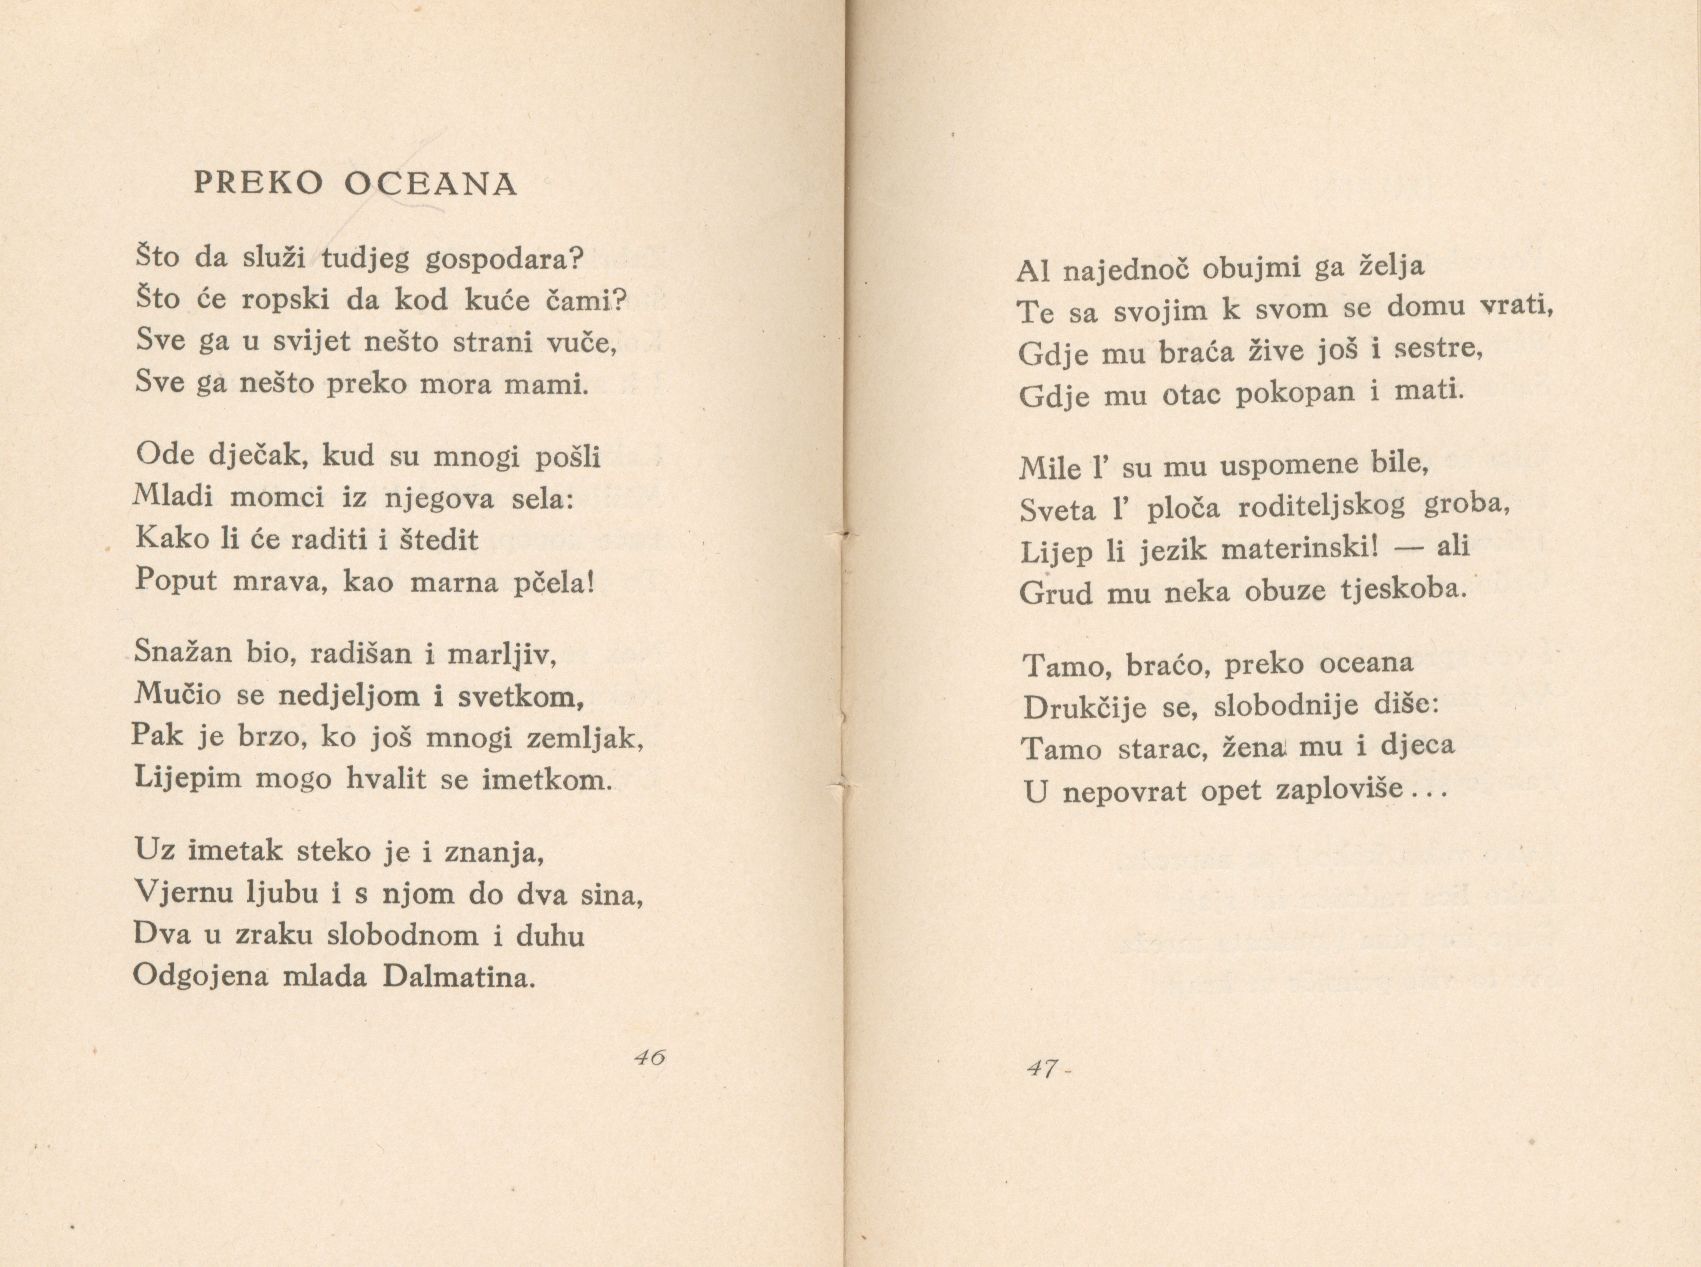 PREKO OCEANA
Što da služi tudjeg gospodara?
Što će ropski da kod kuće čami?
Sve ga u svijet nešto strani vuče,
Sve ga nešto preko mora mami.
Ode dječak, kud su mnogi pošli
Mladi momci iz njegova sela:
Kako li će raditi i štedit
Poput mrava, kao marna pčela!
Snažan bio, radišan i marljiv,
Mučio se nedjeljom i svetkom,
Pak je brzo, ko još mnogi zemljak,
Lijepim mogo hvalit se imetkom.
Uz imetak steko je i znanja,
Vjernu ljubu i s njom do dva sina,
Dva u zraku slobodnom i duhu
Odgojena mlada Dalmatina.
46
Al najednoč obujmi ga želja
Te sa svojim k svom se domu vrati,
Gdje mu braća žive još i sestre,
Gdje mu otac pokopan i mati.
Mile l' su mu uspomene bile,
Sveta l' ploča roditeljskog groba,
Lijep li jezik materinski! — ali
Grud mu neka obuze tjeskoba.
Tamo, braćo, preko oceana
Drukčije se, slobodnije diše:
Tamo starac, žena mu i djeca
U nepovrat opet zaploviše...
47